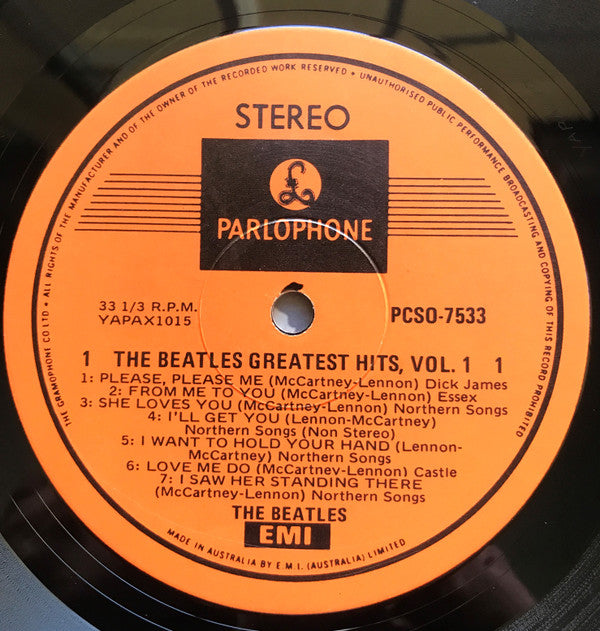 THE GRAMOPHONE CO LTD • ALL RIGHTS OF THE MANUFACTURER AND OF THE OWNER OF THE RECORDED WORK RESERVED • UNAUTHORISED PUBLIC PERFORMANCE BROADCASTING AND COPYING OF THIS RECORD PROHIBITED
STEREO
£
PARLOPHONE
33 1/3 R.P.M.
YAPAX1015
PCSO-7533
1 THE BEATLES GREATEST HITS, VOL. 1 1
1: PLEASE, PLEASE ME (McCartney-Lennon) Dick James
2: FROM ME TO YOU (McCartney-Lennon) Essex
3: SHE LOVES YOU (McCartney-Lennon) Northern Songs
4: I'LL GET YOU (Lennon-McCartney)
Northern Songs (Non Stereo)
5: I WANT TO HOLD YOUR HAND (Lennon-
McCartney) Northern Songs
6: LOVE ME DO (McCartney-Lennon) Castle
7: I SAW HER STANDING THERE
(McCartney-Lennon) Northern Songs
THE BEATLES
EMI
MADE IN AUSTRALIA BY E.M.I. (AUSTRALIA) LIMITED